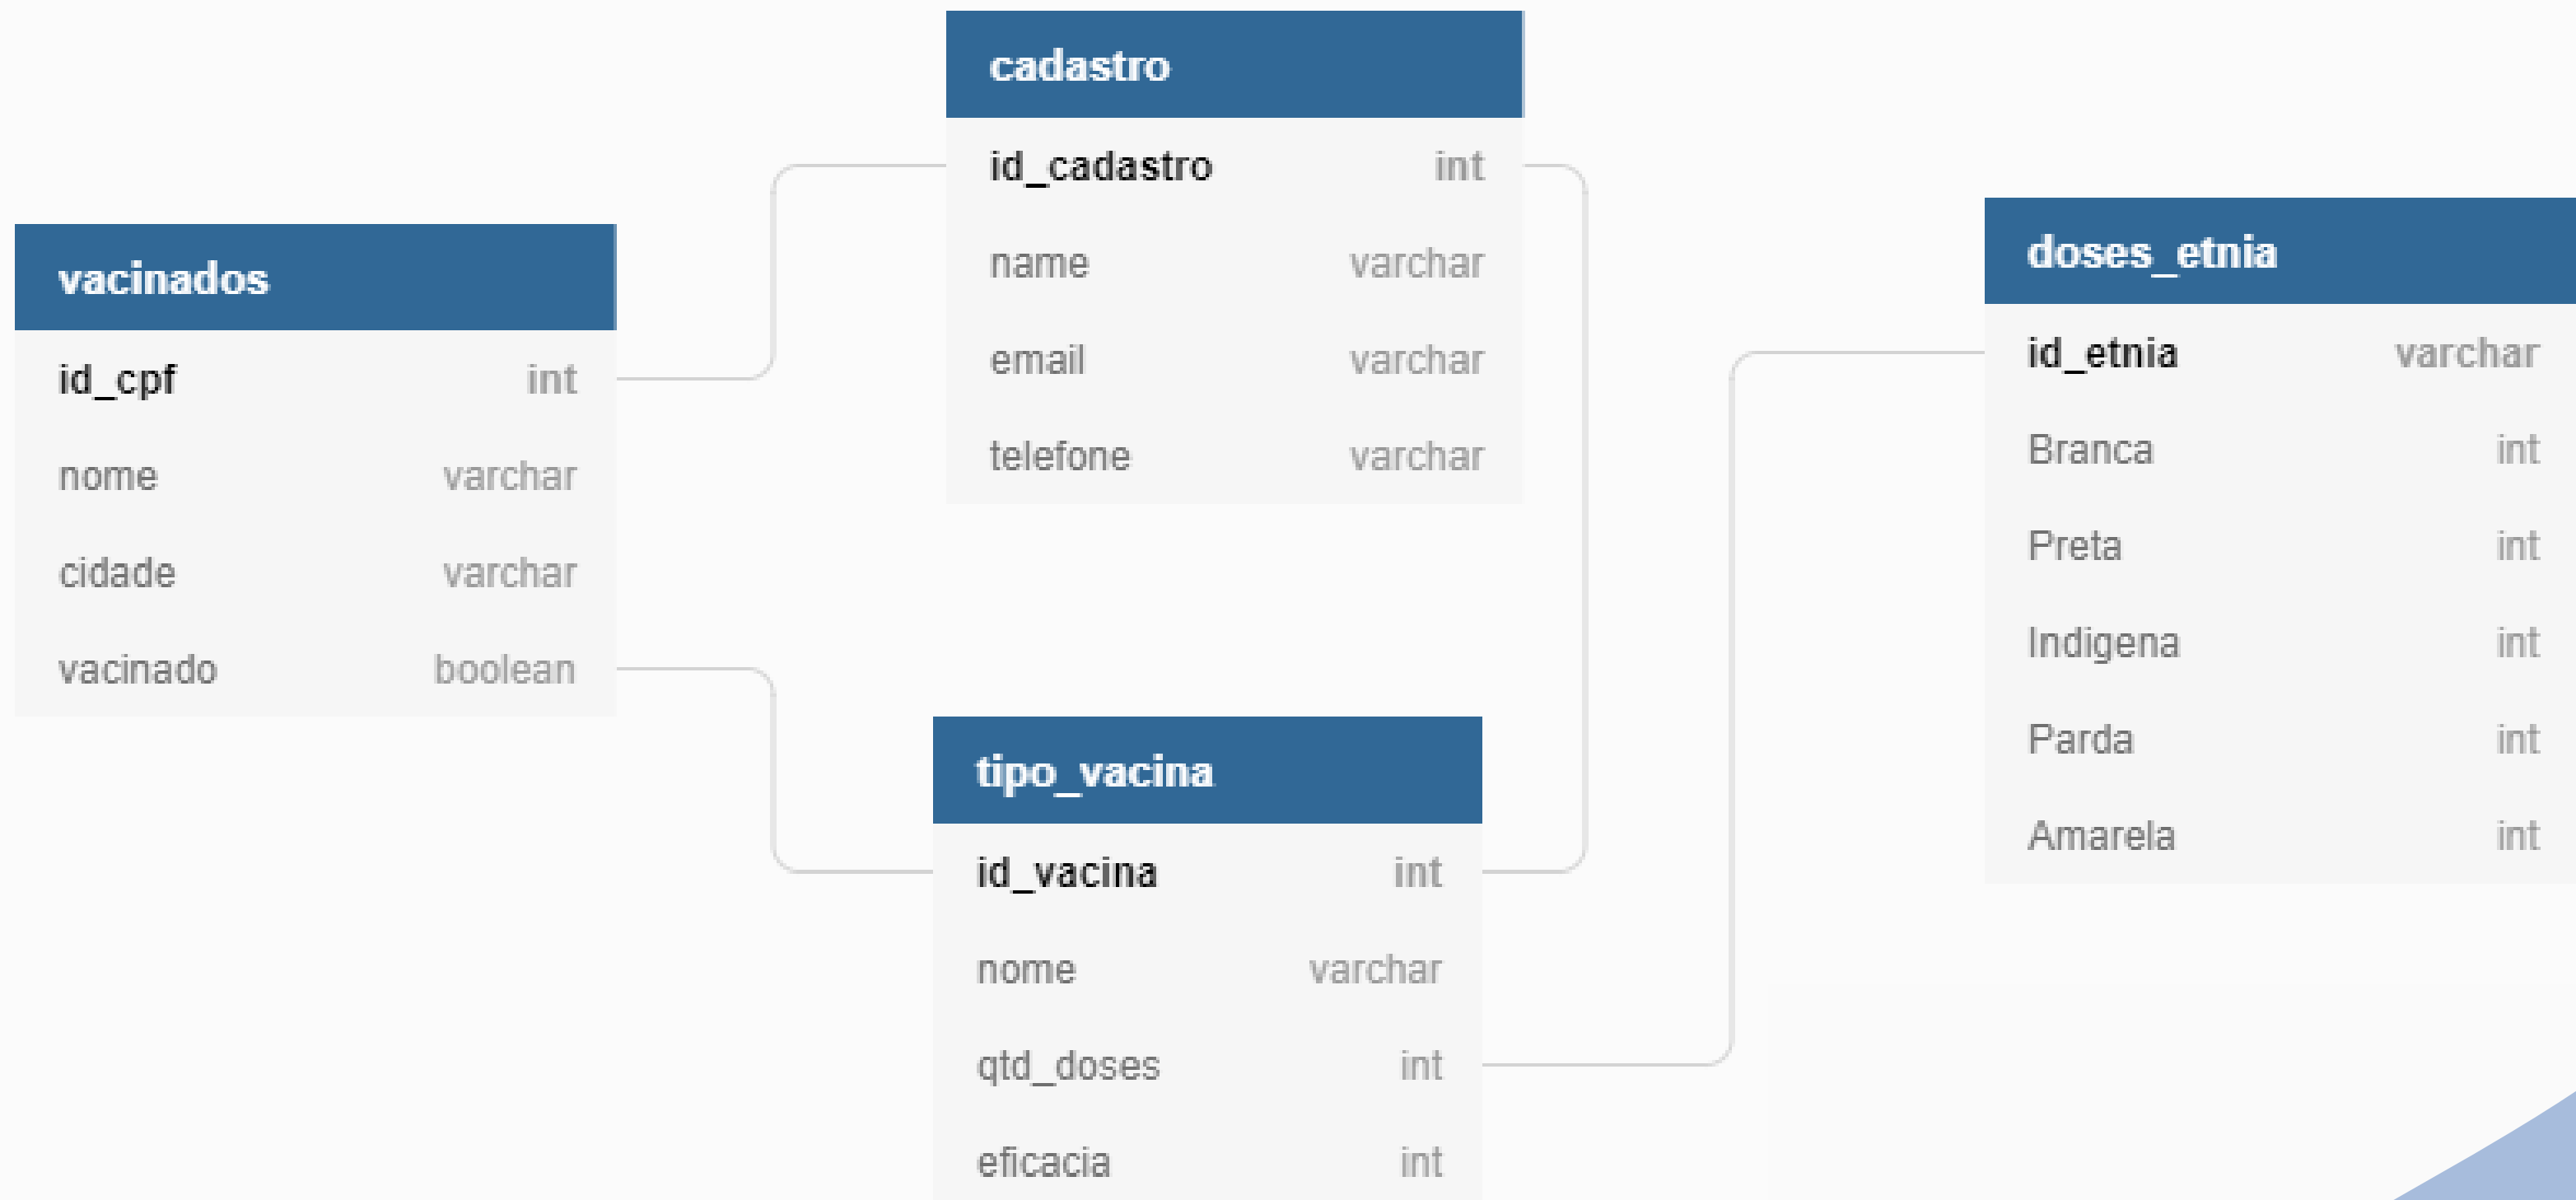 cadastro
id_cadastro int
name varchar
email varchar
telefone varchar
vacinados
id_cpf int
nome varchar
cidade varchar
vacinado boolean
tipo_vacina
id_vacina int
nome varchar
qtd_doses int
eficacia int
doses_etnia
id_etnia varchar
Branca int
Preta int
Indigena int
Parda int
Amarela int